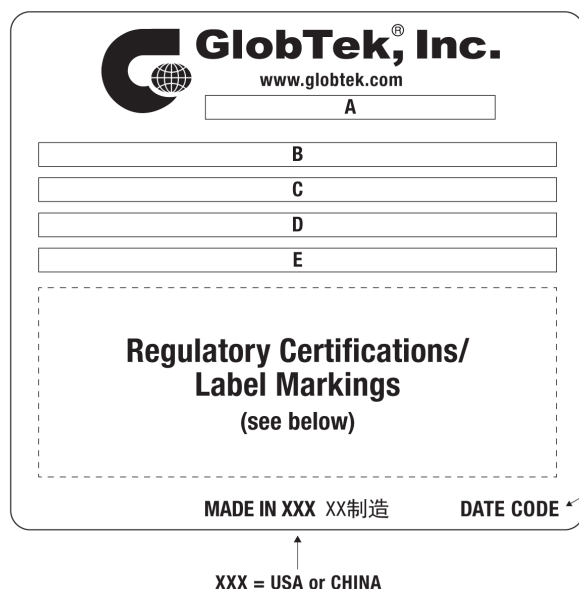 GlobTek,® Inc.
www.globtek.com
A
B
C
D
E
Regulatory Certifications/
Label Markings
(see below)
MADE IN XXX XX制造 DATE CODE
XXX = USA or CHINA